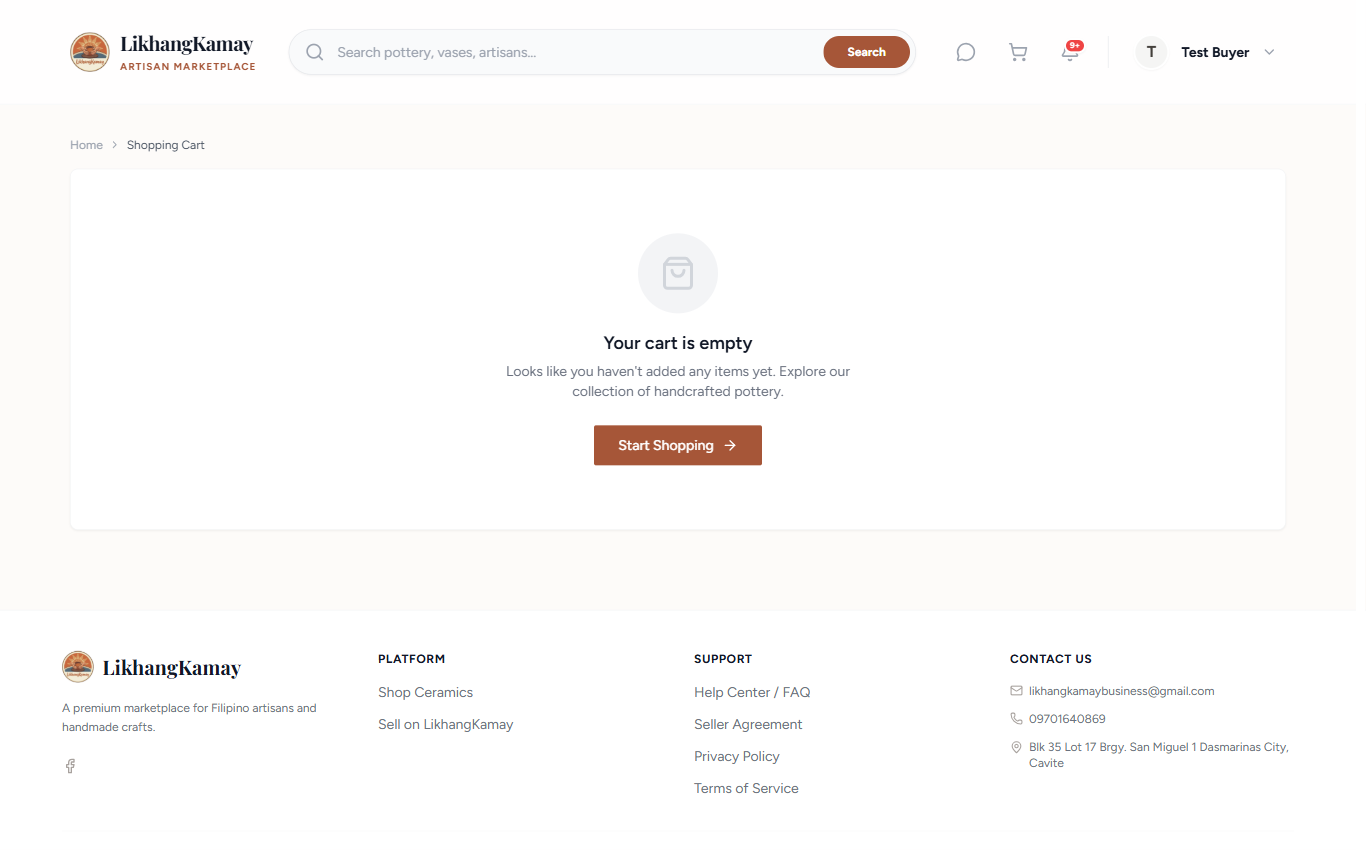 LikhangKamay
ARTISAN MARKETPLACE
Search pottery, vases, artisans...
Search
9+
T
Test Buyer
Home
Shopping Cart
Your cart is empty
Looks like you haven't added any items yet. Explore our
collection of handcrafted pottery.
Start Shopping
LikhangKamay
A premium marketplace for Filipino artisans and
handmade crafts.
PLATFORM
Shop Ceramics
Sell on LikhangKamay
SUPPORT
Help Center / FAQ
Seller Agreement
Privacy Policy
Terms of Service
CONTACT US
likhangkamaybusiness@gmail.com
09701640869
Blk 35 Lot 17 Brgy. San Miguel 1 Dasmarinas City,
Cavite